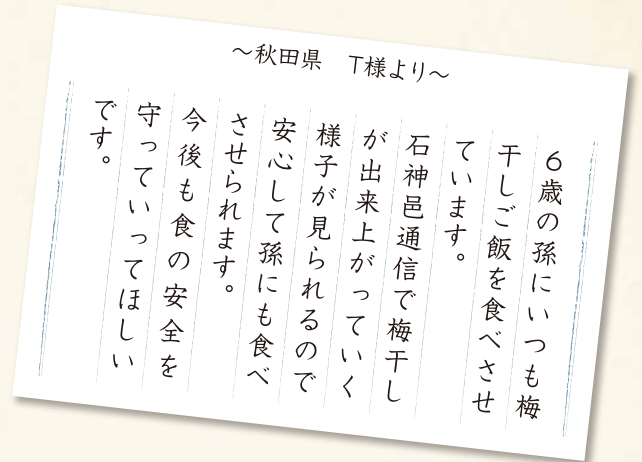 ～秋田県　T様より～
6歳の孫にいつも梅
干しご飯を食べさせ
ています。
石神邑通信で梅干し
が出来上がっていく
様子が見られるので
安心して孫にも食べ
させられます。
今後も食の安全を
守っていってほしい
です。